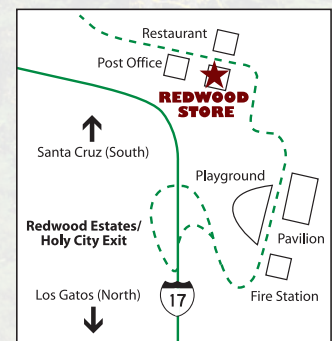 Restaurant
Post Office
REDWOOD
STORE
Santa Cruz (South)
Playground
Redwood Estates/
Holy City Exit
Pavilion
Los Gatos (North)
17
Fire Station